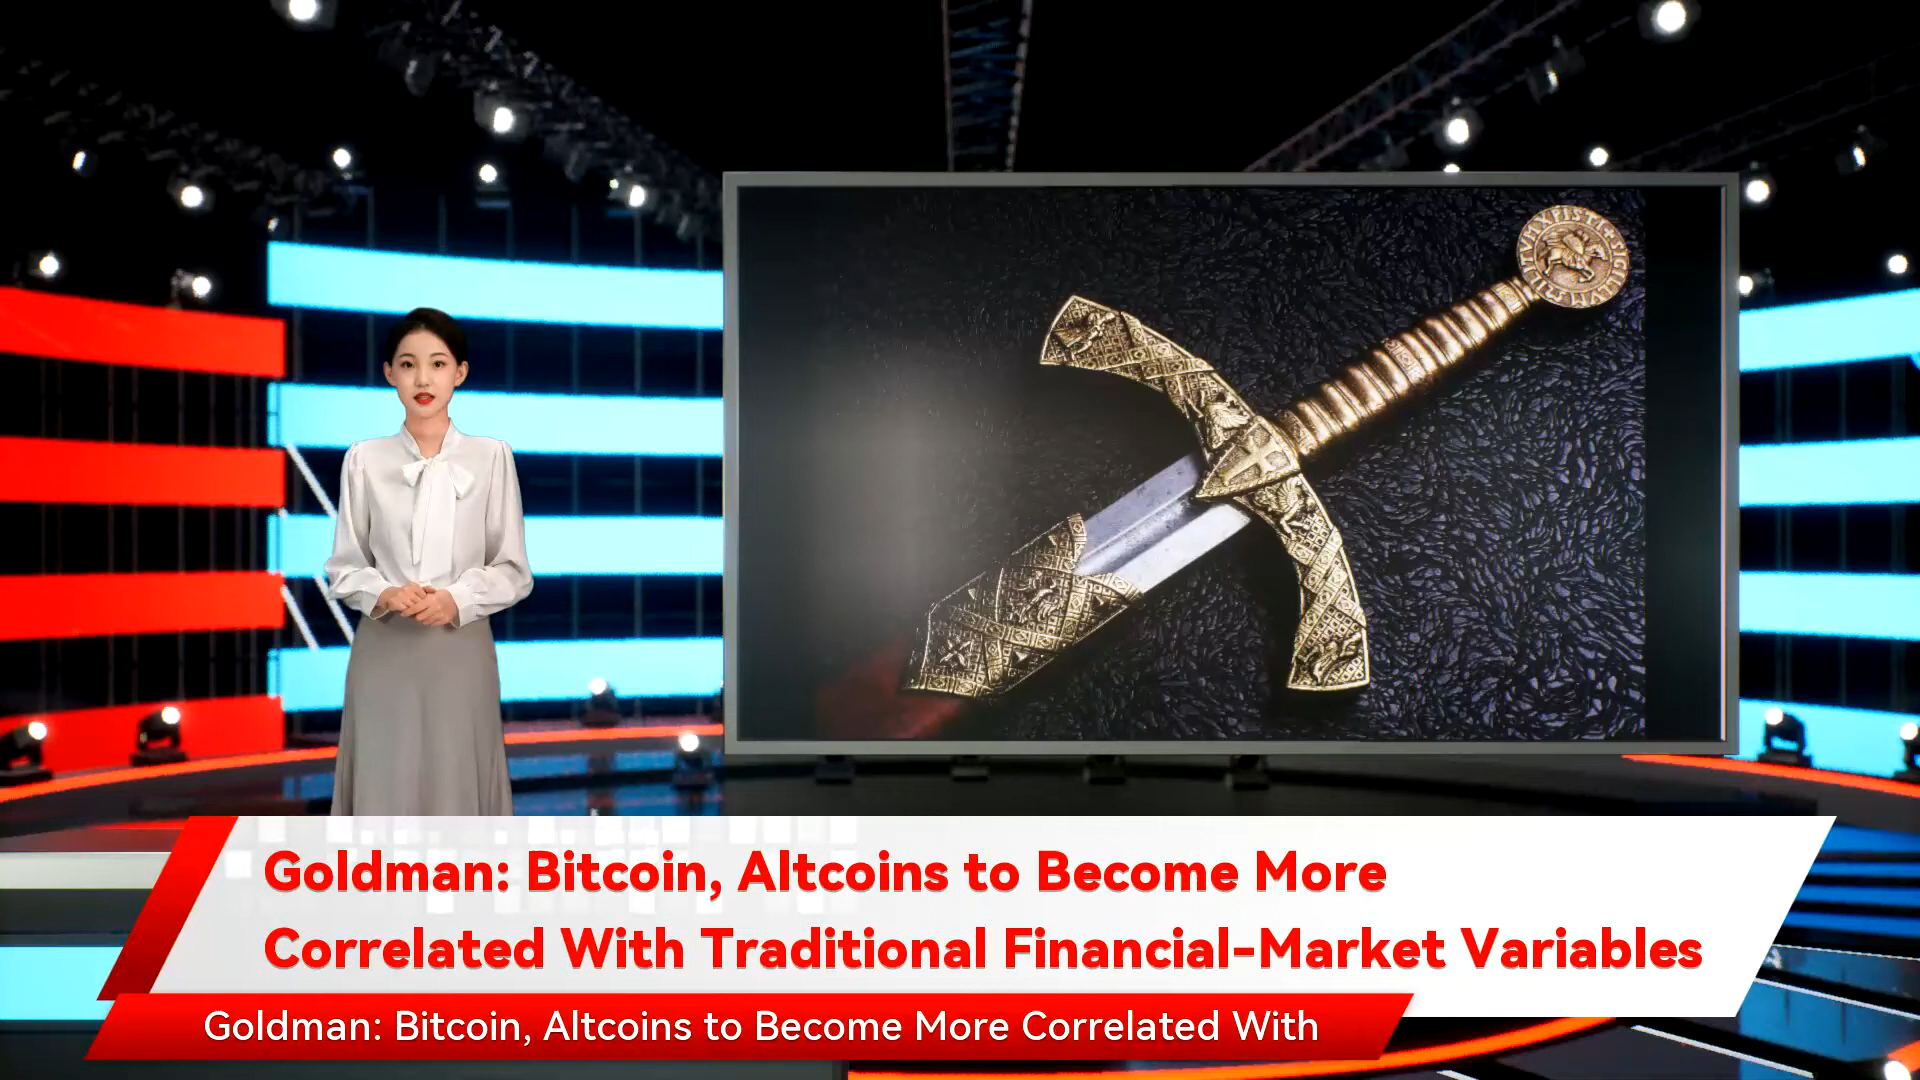 Goldman: Bitcoin, Altcoins to Become More
Correlated With Traditional Financial-Market Variables
Goldman: Bitcoin, Altcoins to Become More Correlated With